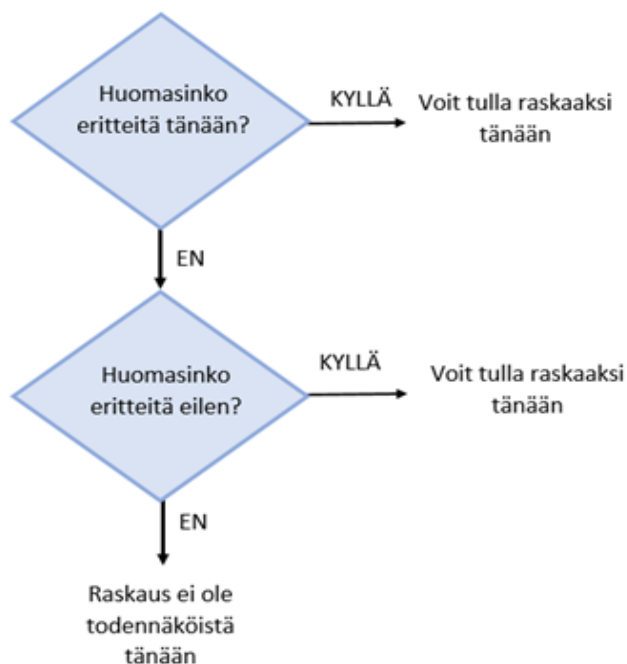 Huomasinko
eritteitä tänään?
KYLLÄ
Voit tulla raskaaksi
tänään
EN
Huomasinko
eritteitä eilen?
KYLLÄ
Voit tulla raskaaksi
tänään
EN
Raskaus ei ole
todennäköistä
tänään